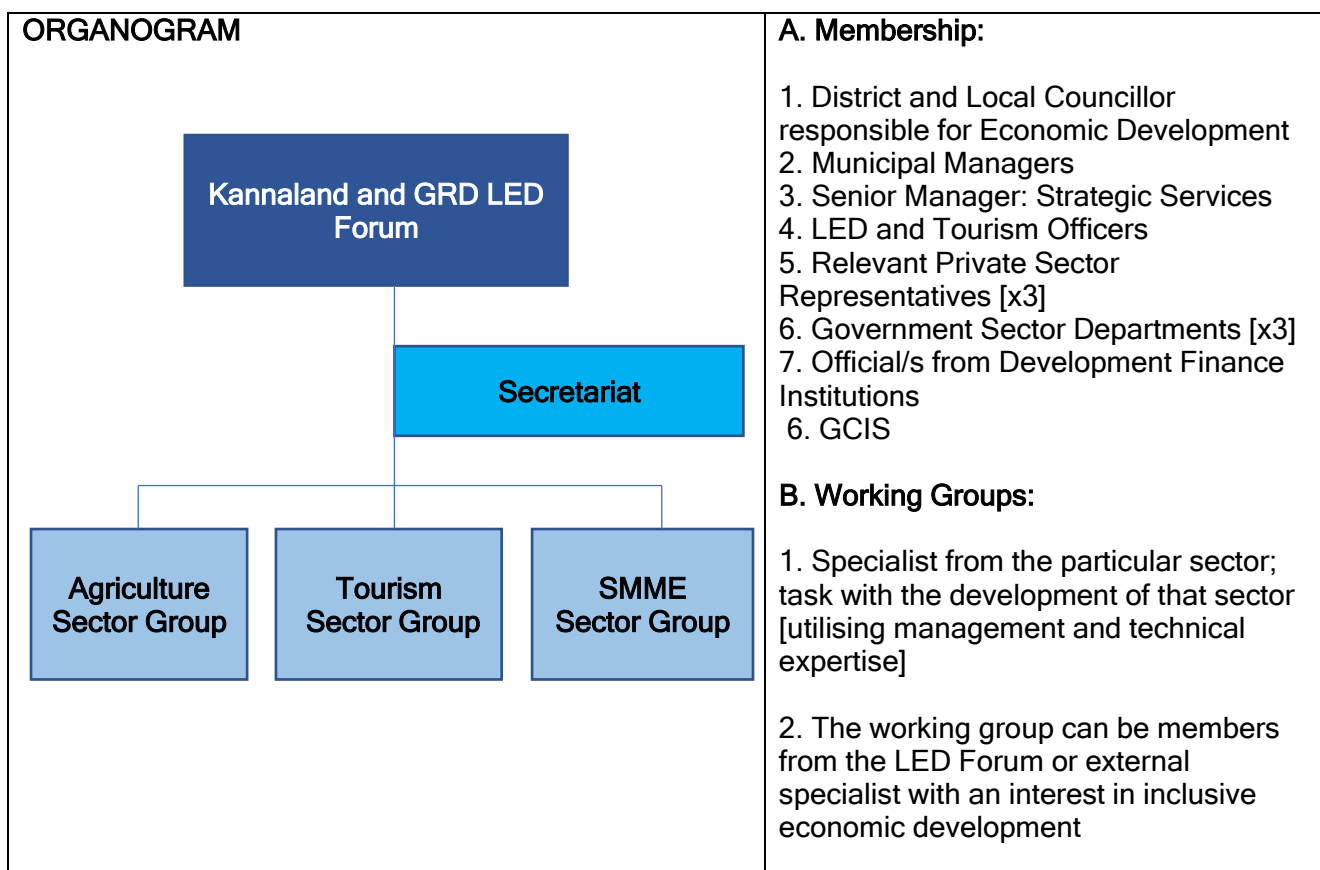 ORGANOGRAM
Kannaland and GRD LED
Forum
Secretariat
Agriculture
Sector Group
Tourism
Sector Group
SMME
Sector Group
A. Membership:
1. District and Local Councillor
responsible for Economic Development
2. Municipal Managers
3. Senior Manager: Strategic Services
4. LED and Tourism Officers
5. Relevant Private Sector
Representatives [x3]
6. Government Sector Departments [x3]
7. Official/s from Development Finance
Institutions
6. GCIS
B. Working Groups:
1. Specialist from the particular sector;
task with the development of that sector
[utilising management and technical
expertise]
2. The working group can be members
from the LED Forum or external
specialist with an interest in inclusive
economic development